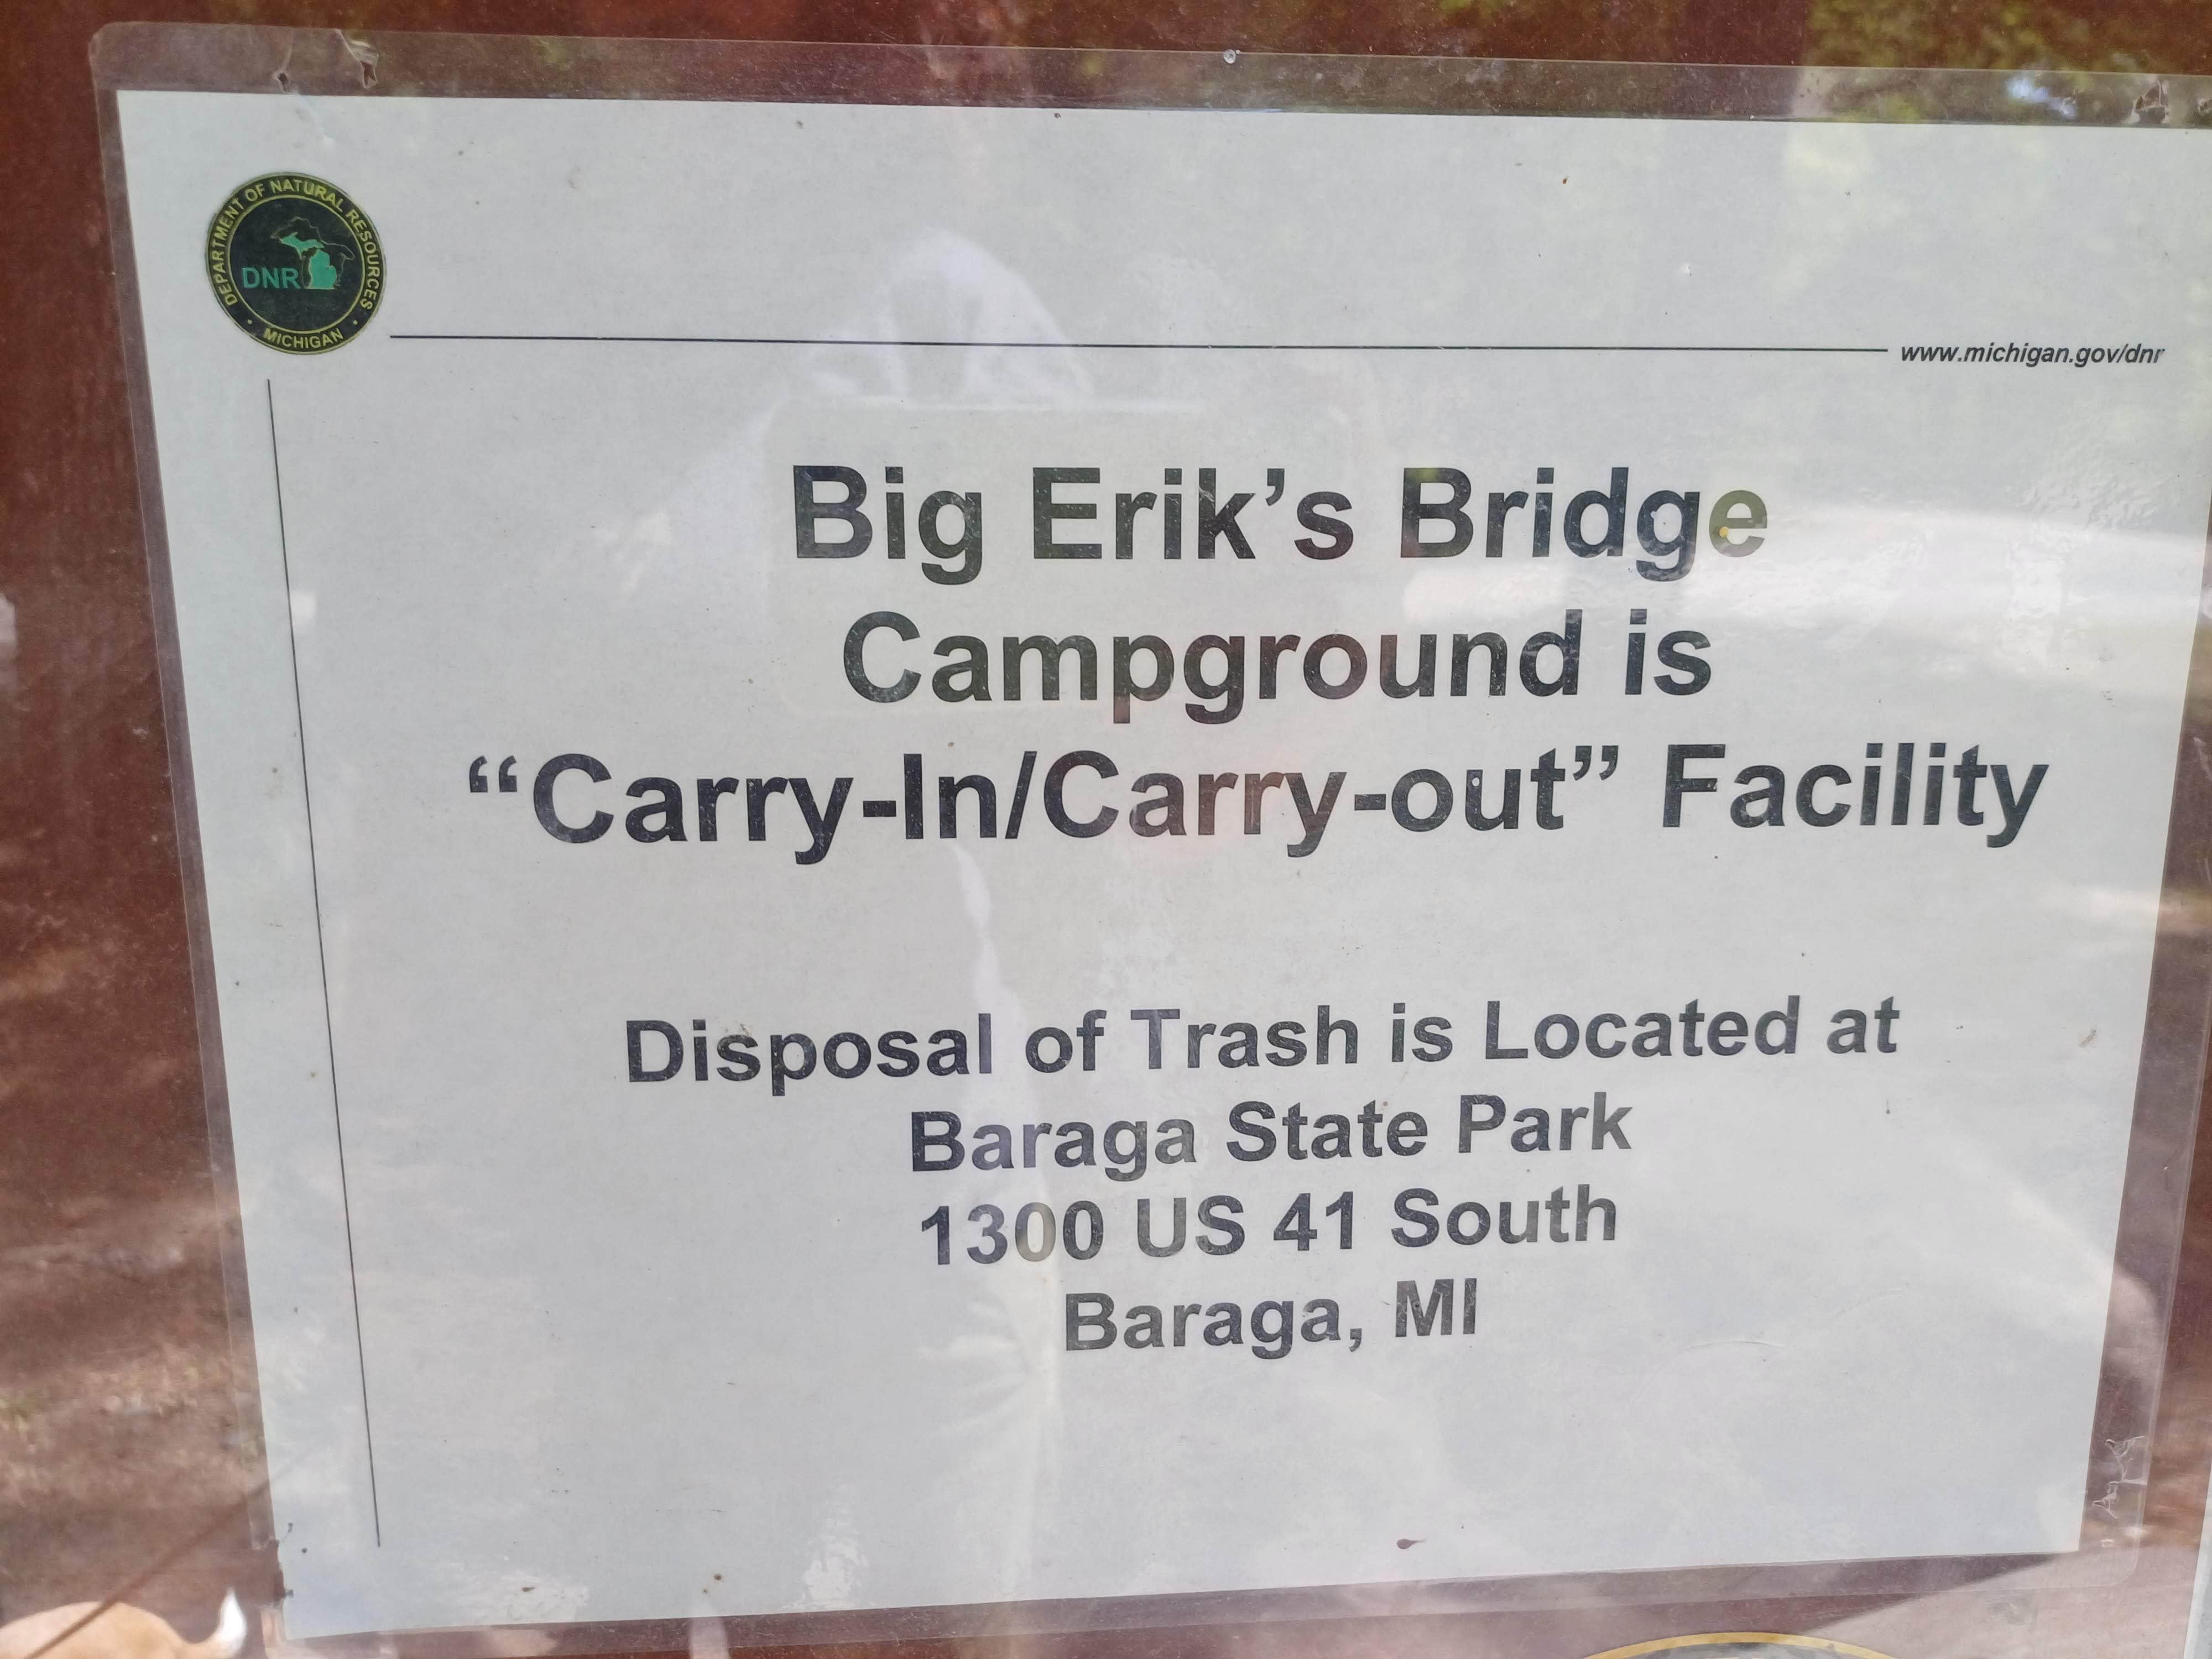 DEPARTMENT OF NATURAL RESOURCES
DNR
MICHIGAN
www.michigan.gov/dnr
Big Erik’s Bridge
Campground is
“Carry-In/Carry-out” Facility
Disposal of Trash is Located at
Baraga State Park
1300 US 41 South
Baraga, MI